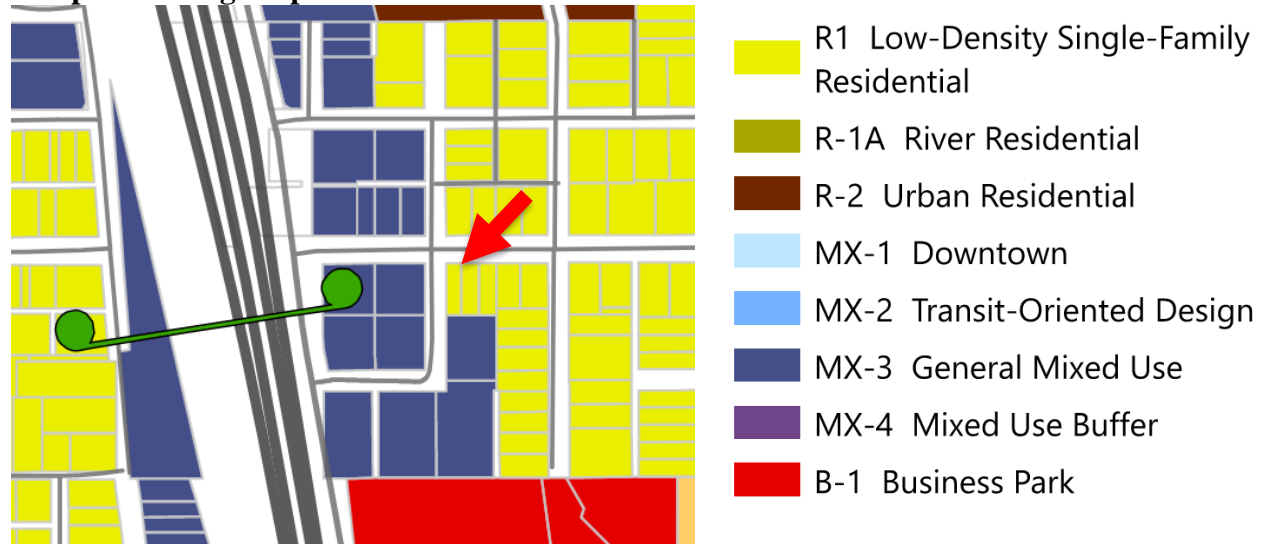 R1 Low-Density Single-Family
Residential
R-1A River Residential
R-2 Urban Residential
MX-1 Downtown
MX-2 Transit-Oriented Design
MX-3 General Mixed Use
MX-4 Mixed Use Buffer
B-1 Business Park